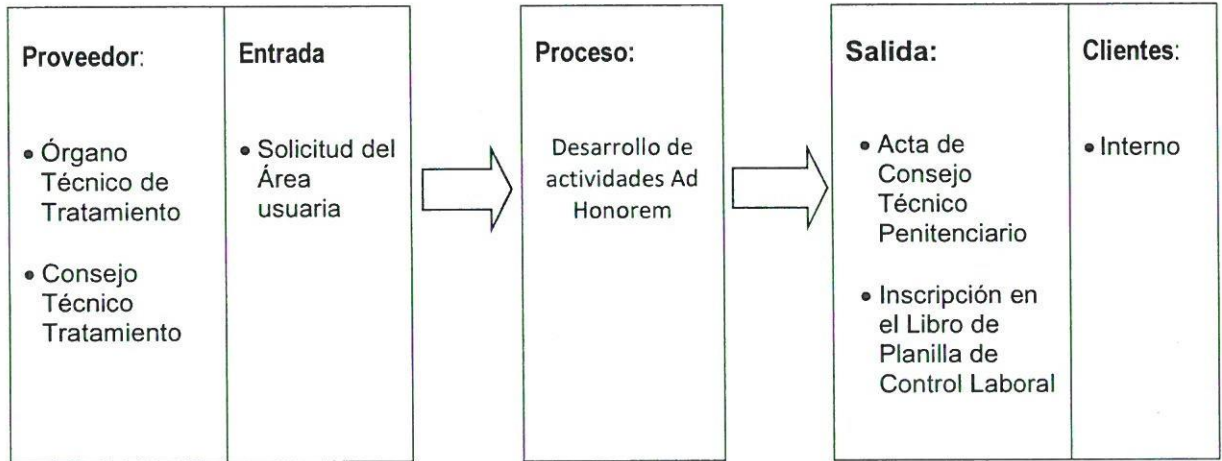 Proveedor:
• Órgano
Técnico de
Tratamiento
• Consejo
Técnico
Tratamiento
Entrada
• Solicitud del
Área
usuaria
Proceso:
Desarrollo de
actividades Ad
Honorem
Salida:
• Acta de
Consejo
Técnico
Penitenciario
• Inscripción en
el Libro de
Planilla de
Control Laboral
Clientes:
• Interno